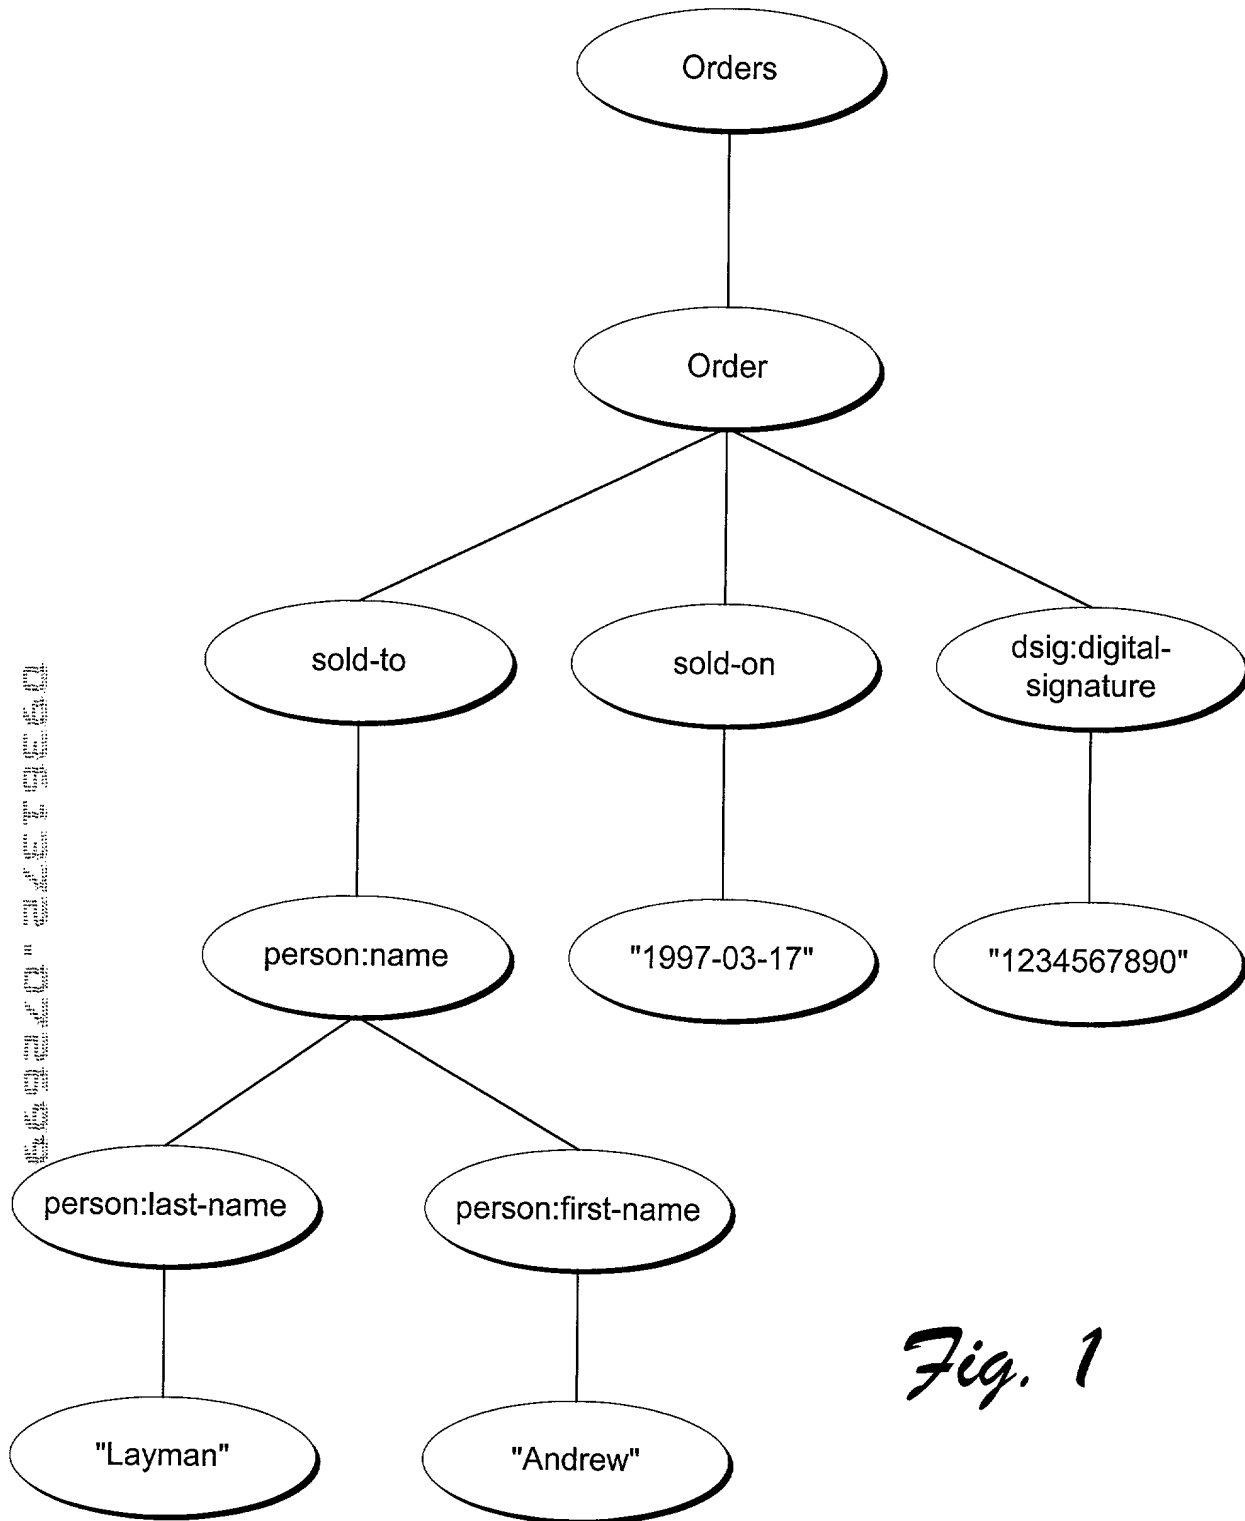 Orders
Order
sold-to
sold-on
dsig:digital-
signature
person:name
"1997-03-17"
"1234567890"
person:last-name
person:first-name
"Layman"
"Andrew"
Fig. 1